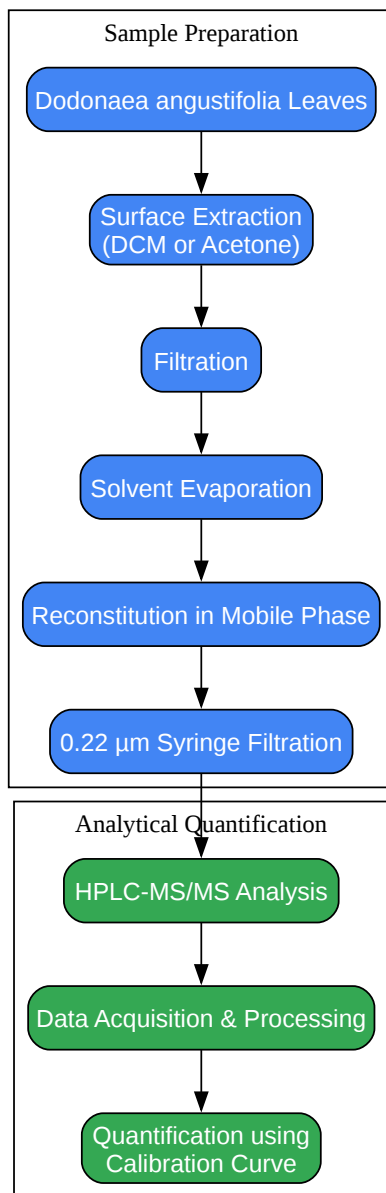 Sample Preparation
Dodonaea angustifolia Leaves
Surface Extraction
(DCM or Acetone)
Filtration
Solvent Evaporation
Reconstitution in Mobile Phase
0.22 µm Syringe Filtration
Analytical Quantification
HPLC-MS/MS Analysis
Data Acquisition & Processing
Quantification using
Calibration Curve